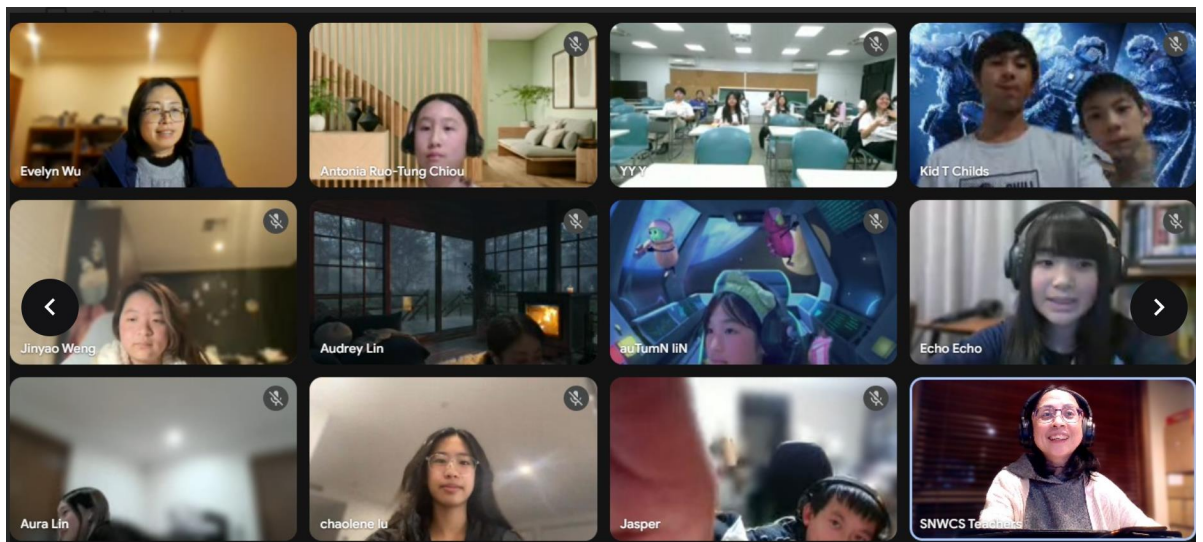 Evelyn Wu
Antonia Ruo-Tung Chiou
YY Y
Kid T Childs
Jinyao Weng
Audrey Lin
auTumN liN
Echo Echo
Aura Lin
chaolene lu
Jasper
SNWCS Teachers